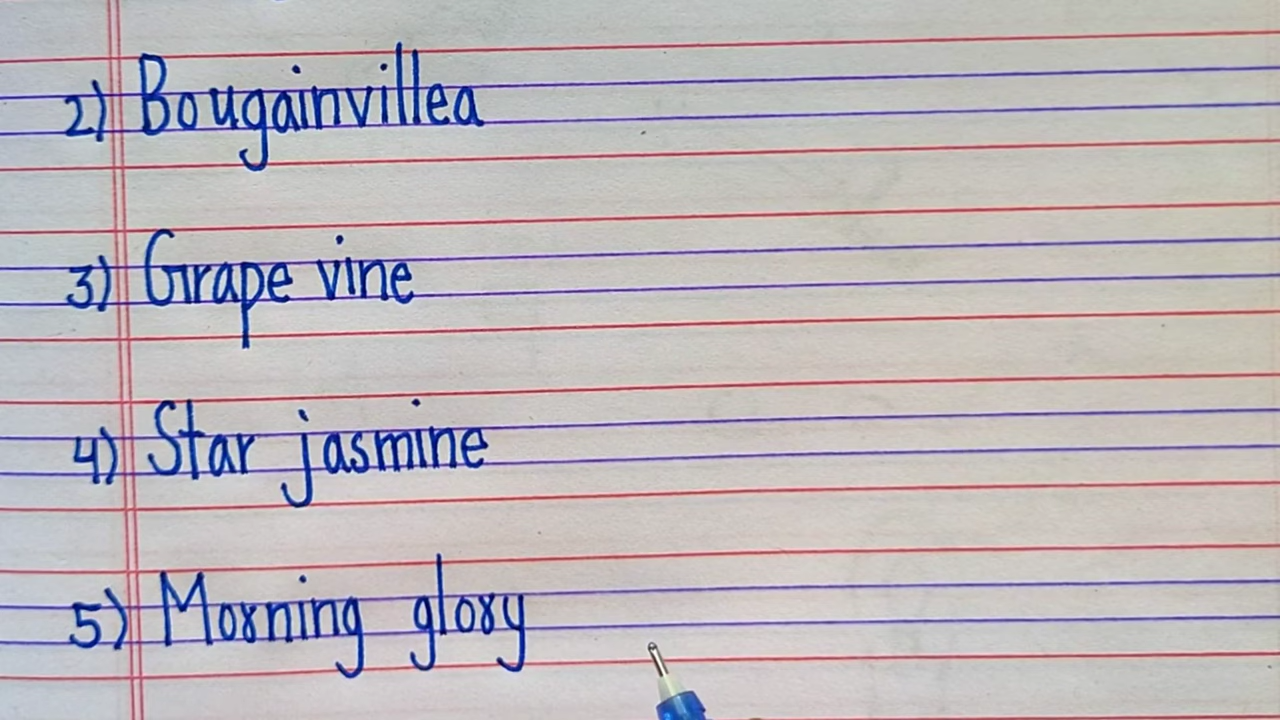 2) Bougainvillea
3) Grape vine
4) Star jasmine
5) Morning glory